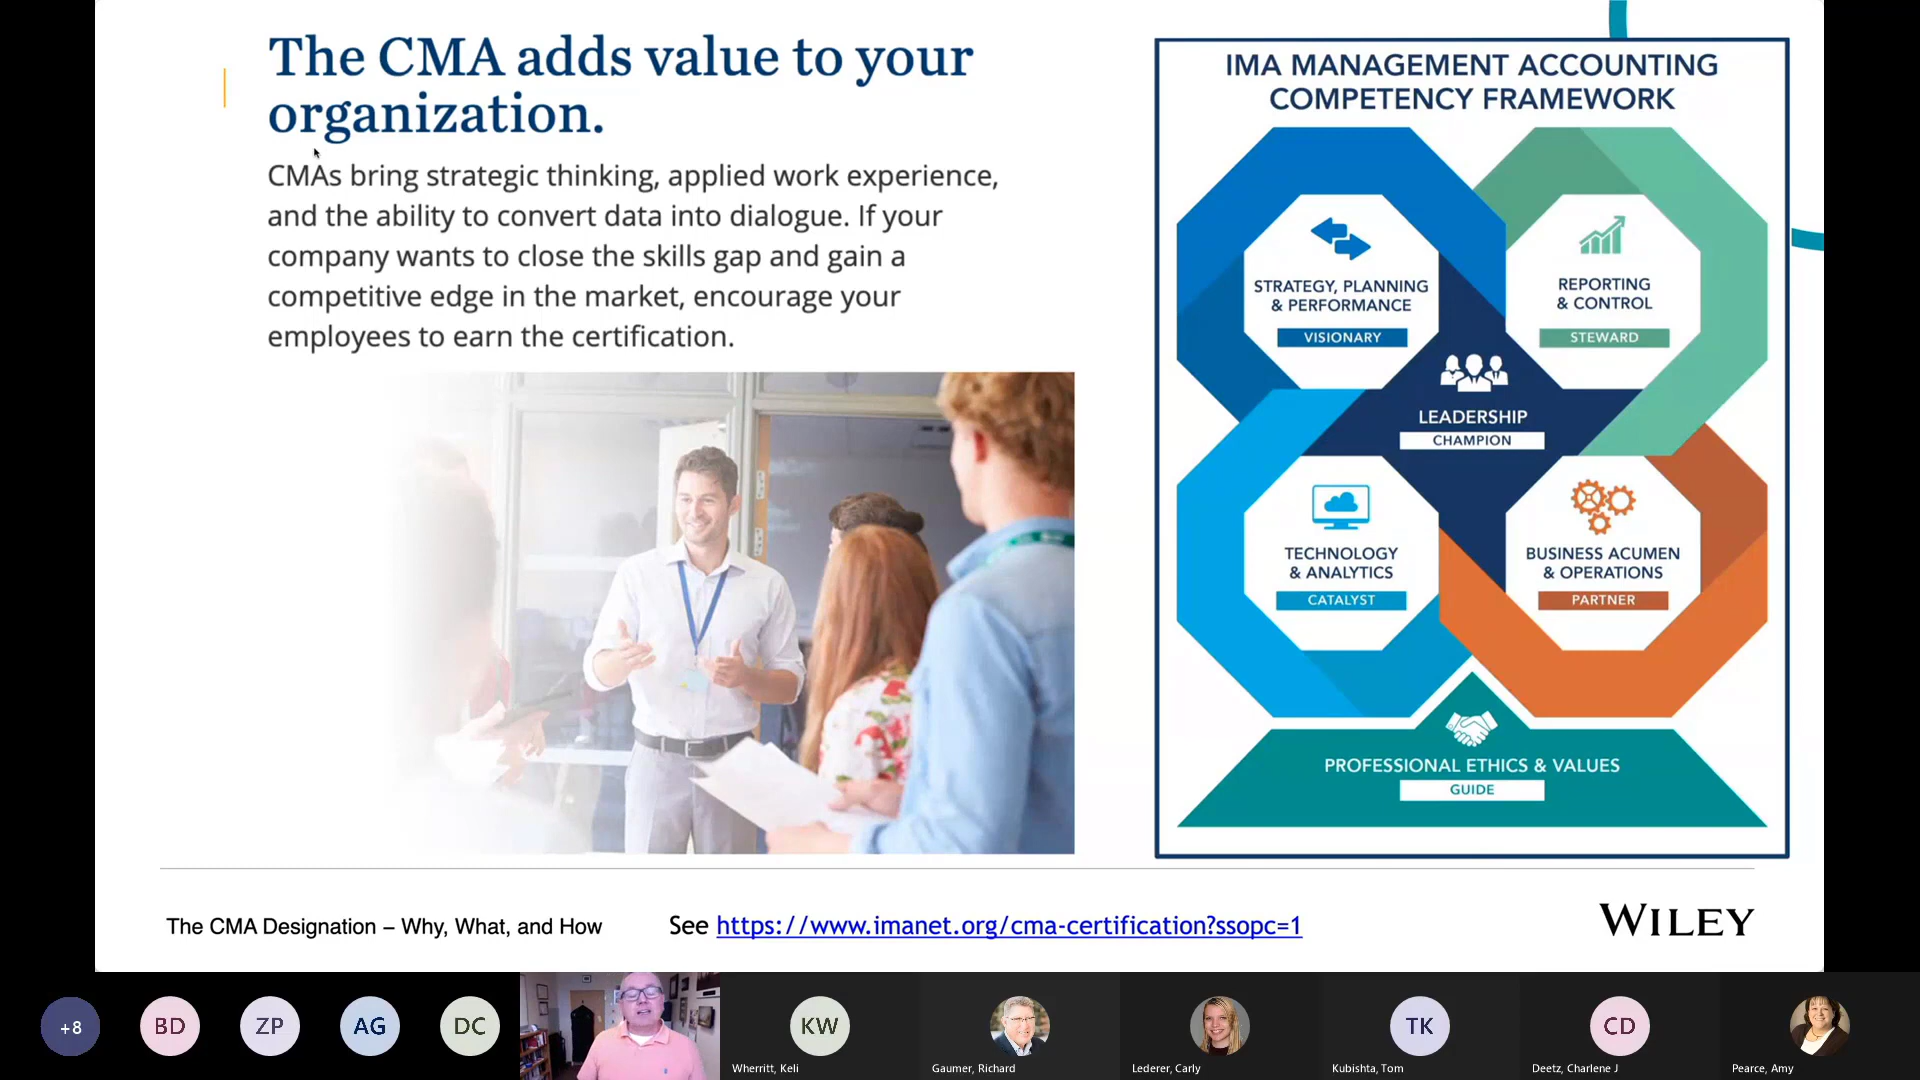 The CMA adds value to your
organization.
CMAs bring strategic thinking, applied work experience,
and the ability to convert data into dialogue. If your
company wants to close the skills gap and gain a
competitive edge in the market, encourage your
employees to earn the certification.
IMA MANAGEMENT ACCOUNTING
COMPETENCY FRAMEWORK
STRATEGY, PLANNING
& PERFORMANCE
VISIONARY
REPORTING
& CONTROL
STEWARD
LEADERSHIP
CHAMPION
TECHNOLOGY
& ANALYTICS
CATALYST
BUSINESS ACUMEN
& OPERATIONS
PARTNER
PROFESSIONAL ETHICS & VALUES
GUIDE
The CMA Designation – Why, What, and How
See https://www.imanet.org/cma-certification?ssopc=1
WILEY
+8
BD
ZP
AG
DC
KW
Wherritt, Keli
Gaumer, Richard
Lederer, Carly
TK
Kubishta, Tom
CD
Deetz, Charlene J
Pearce, Amy